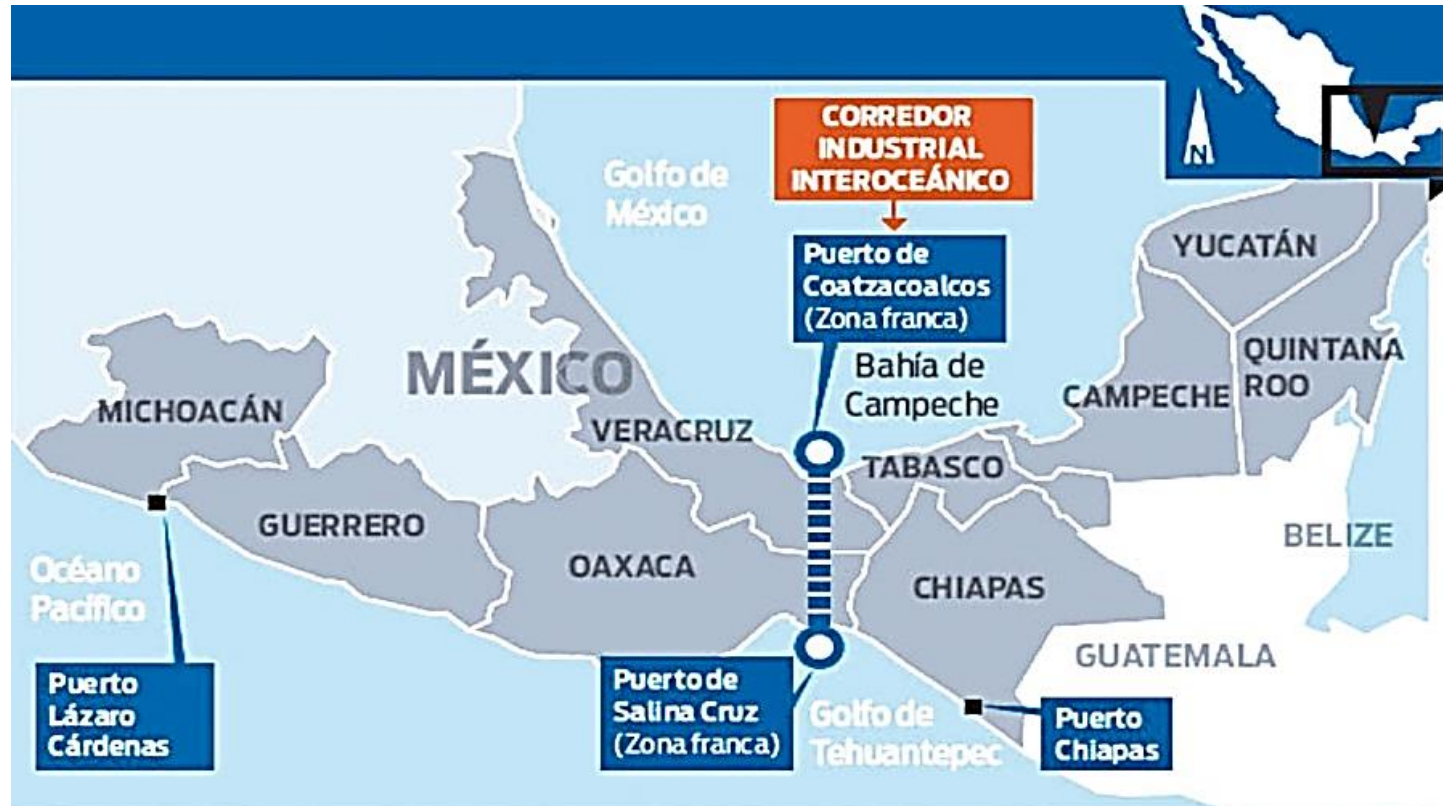 CORREDOR
INDUSTRIAL
INTEROCEÁNICO
N
Golfo de
México
Puerto de
Coatzacoalcos
(Zona franca)
YUCATÁN
Bahía de
Campeche
QUINTANA
ROO
CAMPECHE
MÉXICO
MICHOACÁN
VERACRUZ
TABASCO
GUERRERO
OAXACA
CHIAPAS
BELIZE
Océano
Pacífico
GUATEMALA
Puerto
Lázaro
Cárdenas
Puerto de
Salina Cruz
(Zona franca)
Golfo de
Tehuantepec
Puerto
Chiapas